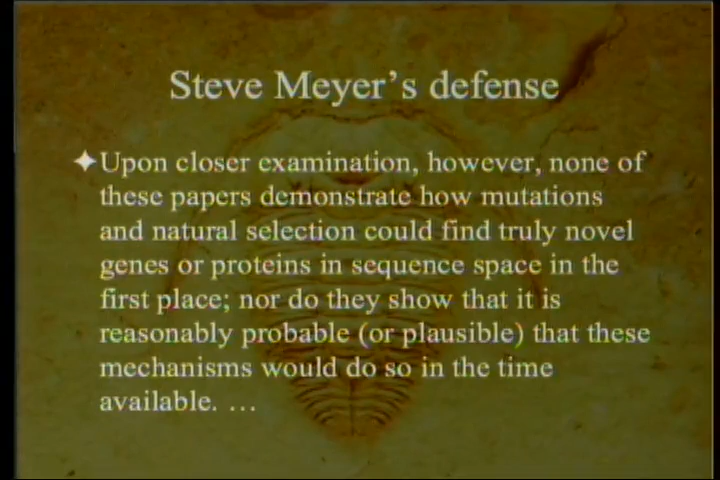 Steve Meyer's defense
✦Upon closer examination, however, none of
these papers demonstrate how mutations
and natural selection could find truly novel
genes or proteins in sequence space in the
first place; nor do they show that it is
reasonably probable (or plausible) that these
mechanisms would do so in the time
available. …